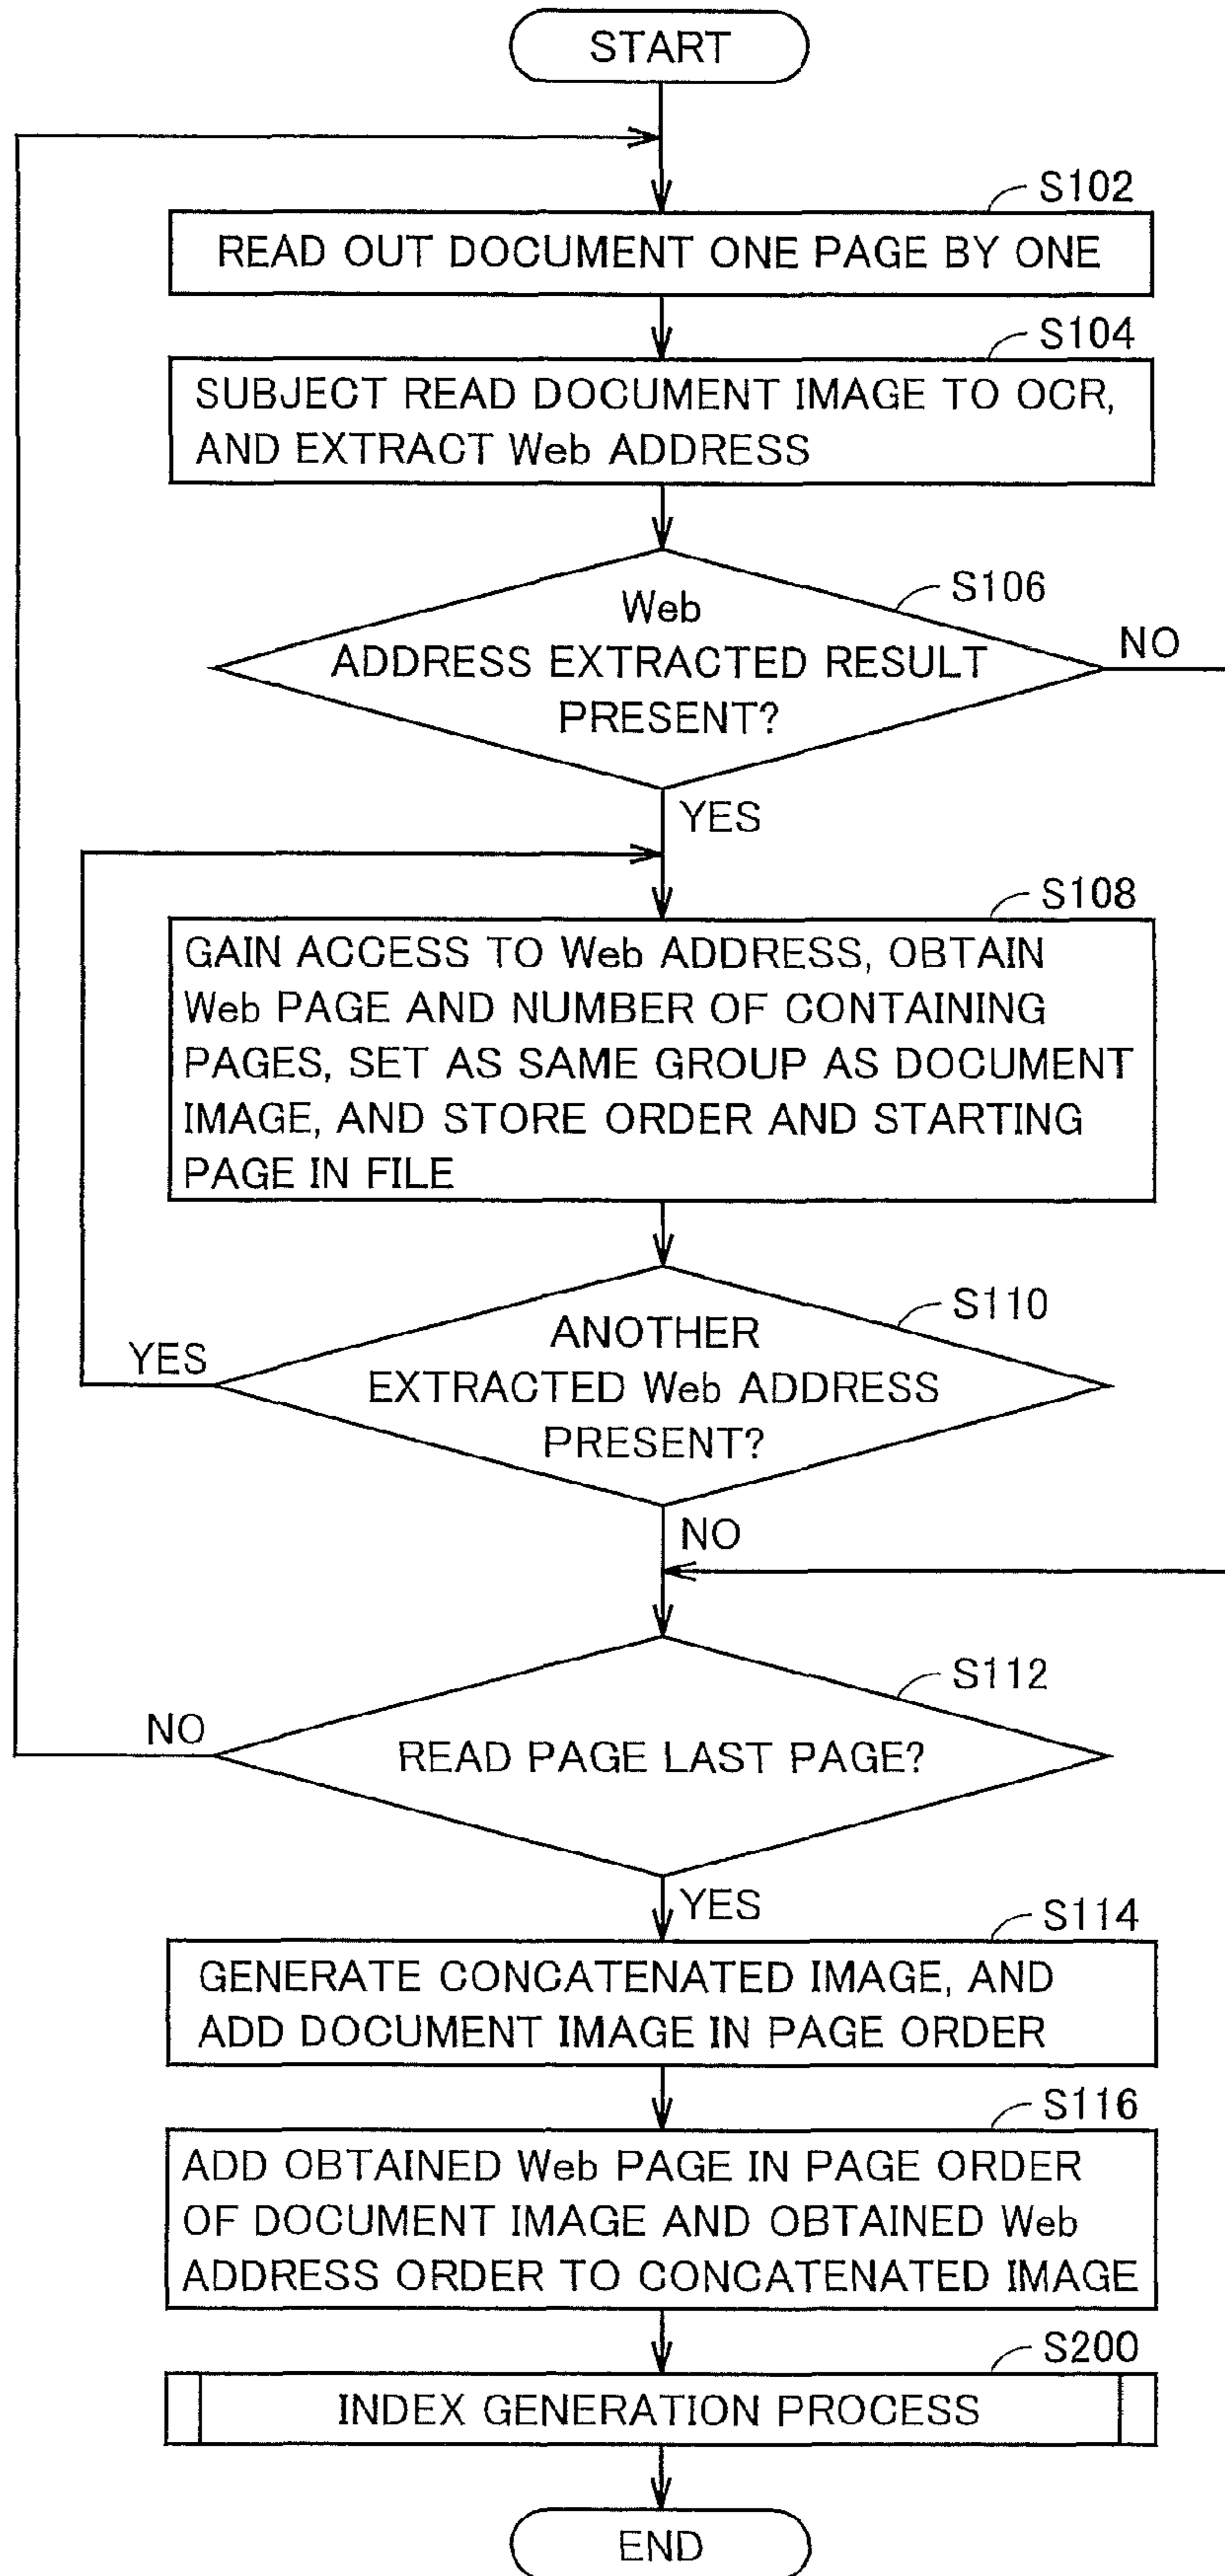 START
S102
READ OUT DOCUMENT ONE PAGE BY ONE
S104
SUBJECT READ DOCUMENT IMAGE TO OCR,
AND EXTRACT Web ADDRESS
S106
Web
ADDRESS EXTRACTED RESULT
PRESENT?
NO
YES
S108
GAIN ACCESS TO Web ADDRESS, OBTAIN
Web PAGE AND NUMBER OF CONTAINING
PAGES, SET AS SAME GROUP AS DOCUMENT
IMAGE, AND STORE ORDER AND STARTING
PAGE IN FILE
S110
ANOTHER
EXTRACTED Web ADDRESS
PRESENT?
YES
NO
S112
READ PAGE LAST PAGE?
NO
YES
S114
GENERATE CONCATENATED IMAGE, AND
ADD DOCUMENT IMAGE IN PAGE ORDER
S116
ADD OBTAINED Web PAGE IN PAGE ORDER
OF DOCUMENT IMAGE AND OBTAINED Web
ADDRESS ORDER TO CONCATENATED IMAGE
S200
INDEX GENERATION PROCESS
END